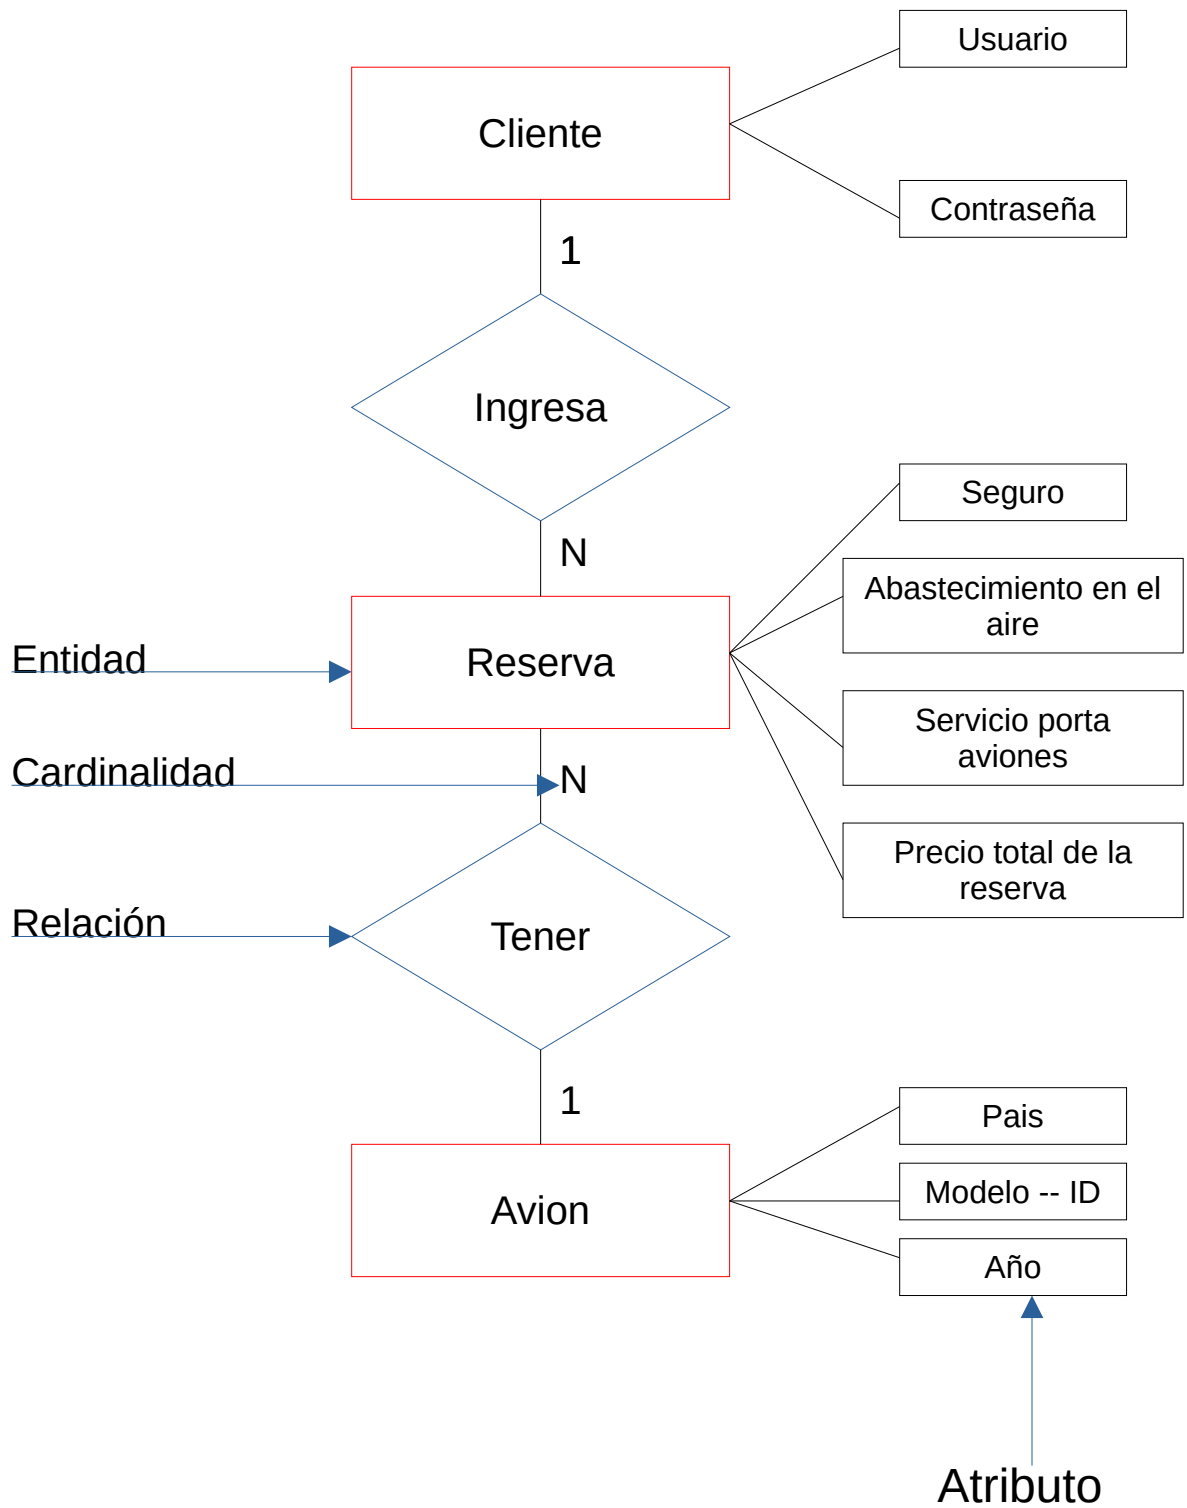 Usuario
Cliente
Contraseña
1
Ingresa
Seguro
N
Abastecimiento en el
aire
Entidad
Reserva
Servicio porta
aviones
Cardinalidad
N
Precio total de la
reserva
Relación
Tener
1
Pais
Modelo -- ID
Avion
Año
Atributo